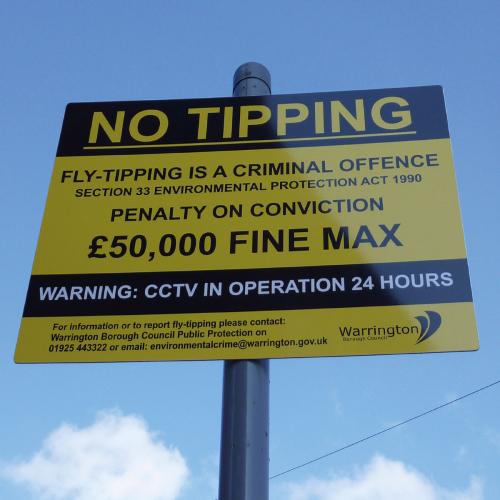 NO TIPPING
FLY-TIPPING IS A CRIMINAL OFFENCE
SECTION 33 ENVIRONMENTAL PROTECTION ACT 1990
PENALTY ON CONVICTION
£50,000 FINE MAX
WARNING: CCTV IN OPERATION 24 HOURS
For information or to report fly-tipping please contact:
Warrington Borough Council Public Protection on
01925 443322 or email: environmentalcrime@warrington.gov.uk
Warrington
Borough Council